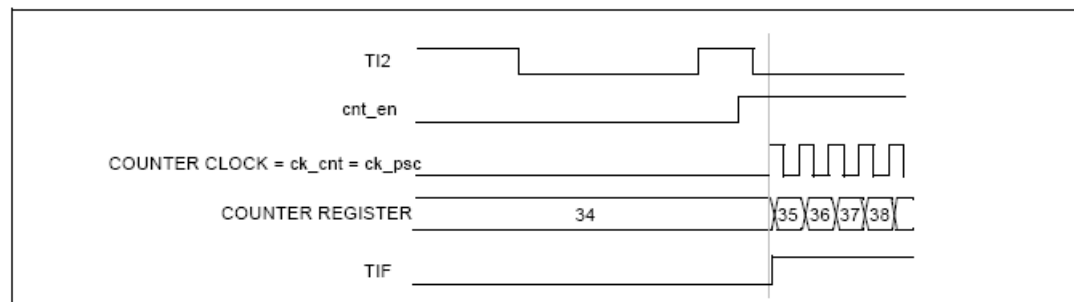 TI2
cnt_en
COUNTER CLOCK = ck_cnt = ck_psc
COUNTER REGISTER 34 35 36 37 38
TIF